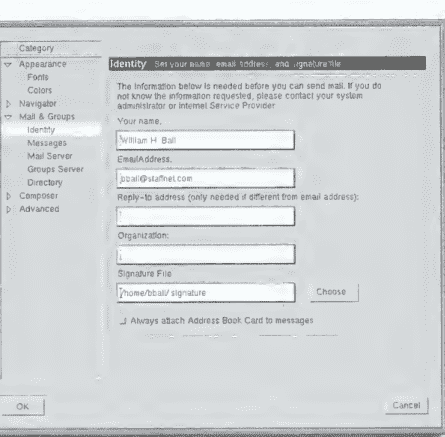 Category
Appearance
Fonts
Colors
Navigator
Mail & Groups
Identity
Messages
Mail Server
Groups Server
Directory
Composer
Advanced
Identity Set your name, email address, and signature file
The information below is needed before you can send mail. If you do
not know the information requested, please contact your system
administrator or Internet Service Provider
Your name.
William H. Ball
EmailAddress.
bball@staffnet.com
Reply-to address (only needed if different from email address):
Organization:
Signature File
/home/bball/ signature
Choose
Always attach Address Book Card to messages
OK
Cancel